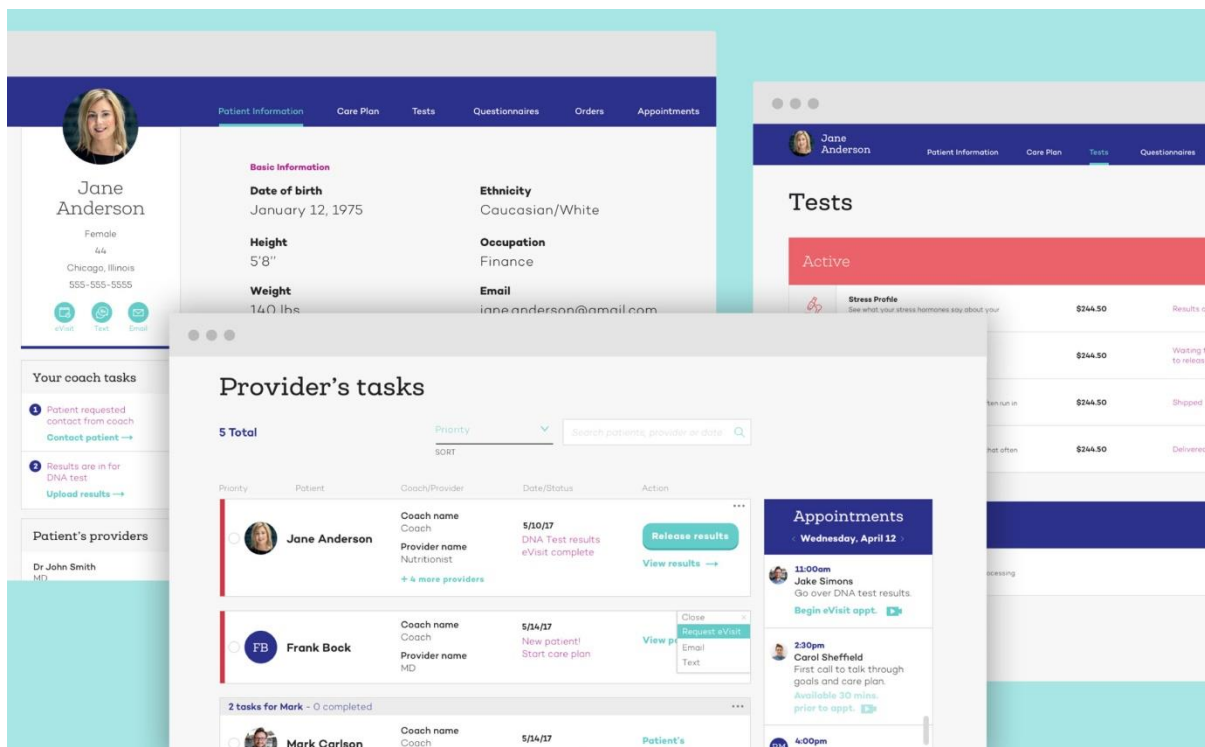 Patient Information
Care Plan
Tests
Questionnaires
Orders
Appointments
Jane
Anderson
Female
44
Chicago, Illinois
555-555-5555
eVisit
Text
Email
Basic Information
Date of birth
January 12, 1975
Ethnicity
Caucasian/White
Height
5'8"
Occupation
Finance
Weight
140 lbs
Email
jane.anderson@gmail.com
Your coach tasks
1
Patient requested
contact from coach
Contact patient →
2
Results are in for
DNA test
Upload results →
Patient's providers
Dr John Smith
MD
Jane
Anderson
Patient Information
Care Plan
Tests
Questionnaires
Tests
Active
Stress Profile
See what your stress hormones say about your
$244.50
Results
$244.50
Waiting
to
ten run in
$244.50
Shipped
that often
$244.50
Delivered
Provider's tasks
5 Total
Priority
SORT
Search patients, provider or date
Priority
Patient
Coach/Provider
Date/Status
Action
Jane Anderson
Coach name
Coach
Provider name
Nutritionist
+ 4 more providers
5/10/17
DNA Test results
eVisit complete
Release results
View results →
FB
Frank Bock
Coach name
Coach
Provider name
MD
5/14/17
New patient!
Start care plan
View
Close
Request eVisit
Email
Text
2 tasks for Mark - 0 completed
Mark Carlson
Coach name
Coach
5/14/17
Patient's
Appointments
‹ Wednesday, April 12 ›
11:00am
Jake Simons
Go over DNA test results.
Begin eVisit appt.
2:30pm
Carol Sheffield
First call to talk through
goals and care plan.
Available 30 mins.
prior to appt.
4:00pm